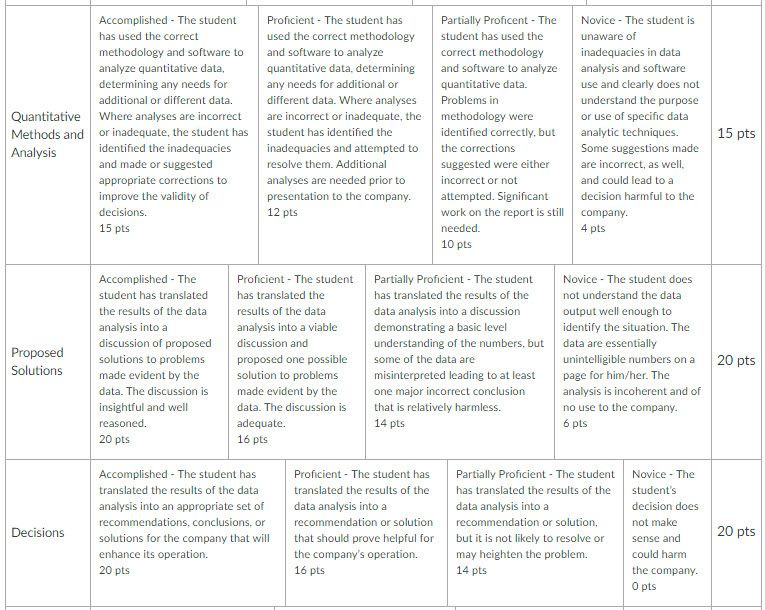 Quantitative
Methods and
Analysis
Accomplished - The student
has used the correct
methodology and software to
analyze quantitative data,
determining any needs for
additional or different data.
Where analyses are incorrect
or inadequate, the student has
identified the inadequacies
and made or suggested
appropriate corrections to
improve the validity of
decisions.
15 pts
Proficient - The student has
used the correct methodology
and software to analyze
quantitative data, determining
any needs for additional or
different data. Where analyses
are incorrect or inadequate, the
student has identified the
inadequacies and attempted to
resolve them. Additional
analyses are needed prior to
presentation to the company.
12 pts
Partially Proficent - The
student has used the
correct methodology
and software to analyze
quantitative data.
Problems in
methodology were
identified correctly, but
the corrections
suggested were either
incorrect or not
attempted. Significant
work on the report is still
needed.
10 pts
Novice - The student is
unaware of
inadequacies in data
analysis and software
use and clearly does not
understand the purpose
or use of specific data
analytic techniques.
Some suggestions made
are incorrect, as well,
and could lead to a
decision harmful to the
company.
4 pts
15 pts
Proposed
Solutions
Accomplished - The
student has translated
the results of the data
analysis into a
discussion of proposed
solutions to problems
made evident by the
data. The discussion is
insightful and well
reasoned.
20 pts
Proficient - The student
has translated the
results of the data
analysis into a viable
discussion and
proposed one possible
solution to problems
made evident by the
data. The discussion is
adequate.
16 pts
Partially Proficient - The student
has translated the results of the
data analysis into a discussion
demonstrating a basic level
understanding of the numbers, but
some of the data are
misinterpreted leading to at least
one major incorrect conclusion
that is relatively harmless.
14 pts
Novice - The student does
not understand the data
output well enough to
identify the situation. The
data are essentially
unintelligible numbers on a
page for him/her. The
analysis is incoherent and of
no use to the company.
6 pts
20 pts
Decisions
Accomplished - The student has
translated the results of the data
analysis into an appropriate set of
recommendations, conclusions, or
solutions for the company that will
enhance its operation.
20 pts
Proficient - The student has
translated the results of the
data analysis into a
recommendation or solution
that should prove helpful for
the company's operation.
16 pts
Partially Proficient - The student
has translated the results of the
data analysis into a
recommendation or solution,
but it is not likely to resolve or
may heighten the problem.
14 pts
Novice - The
student's
decision does
not make
sense and
could harm
the company.
0 pts
20 pts